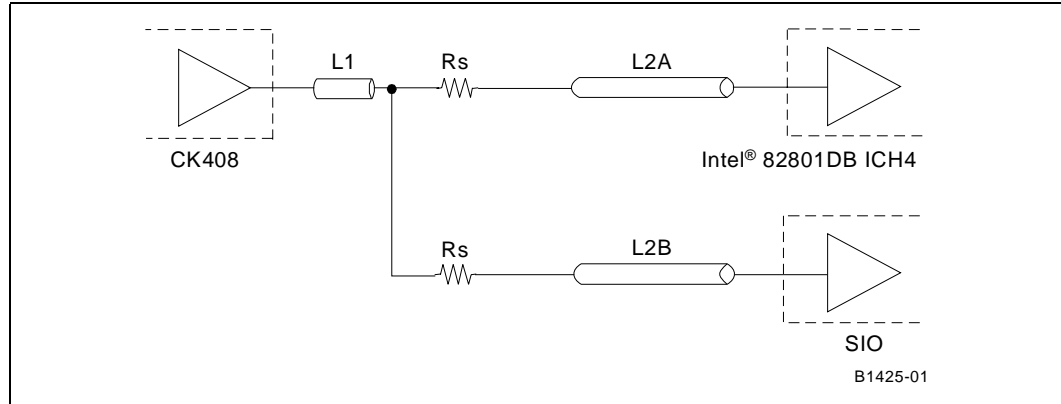 L1
Rs
L2A
CK408
Intel® 82801DB ICH4
Rs
L2B
SIO
B1425-01